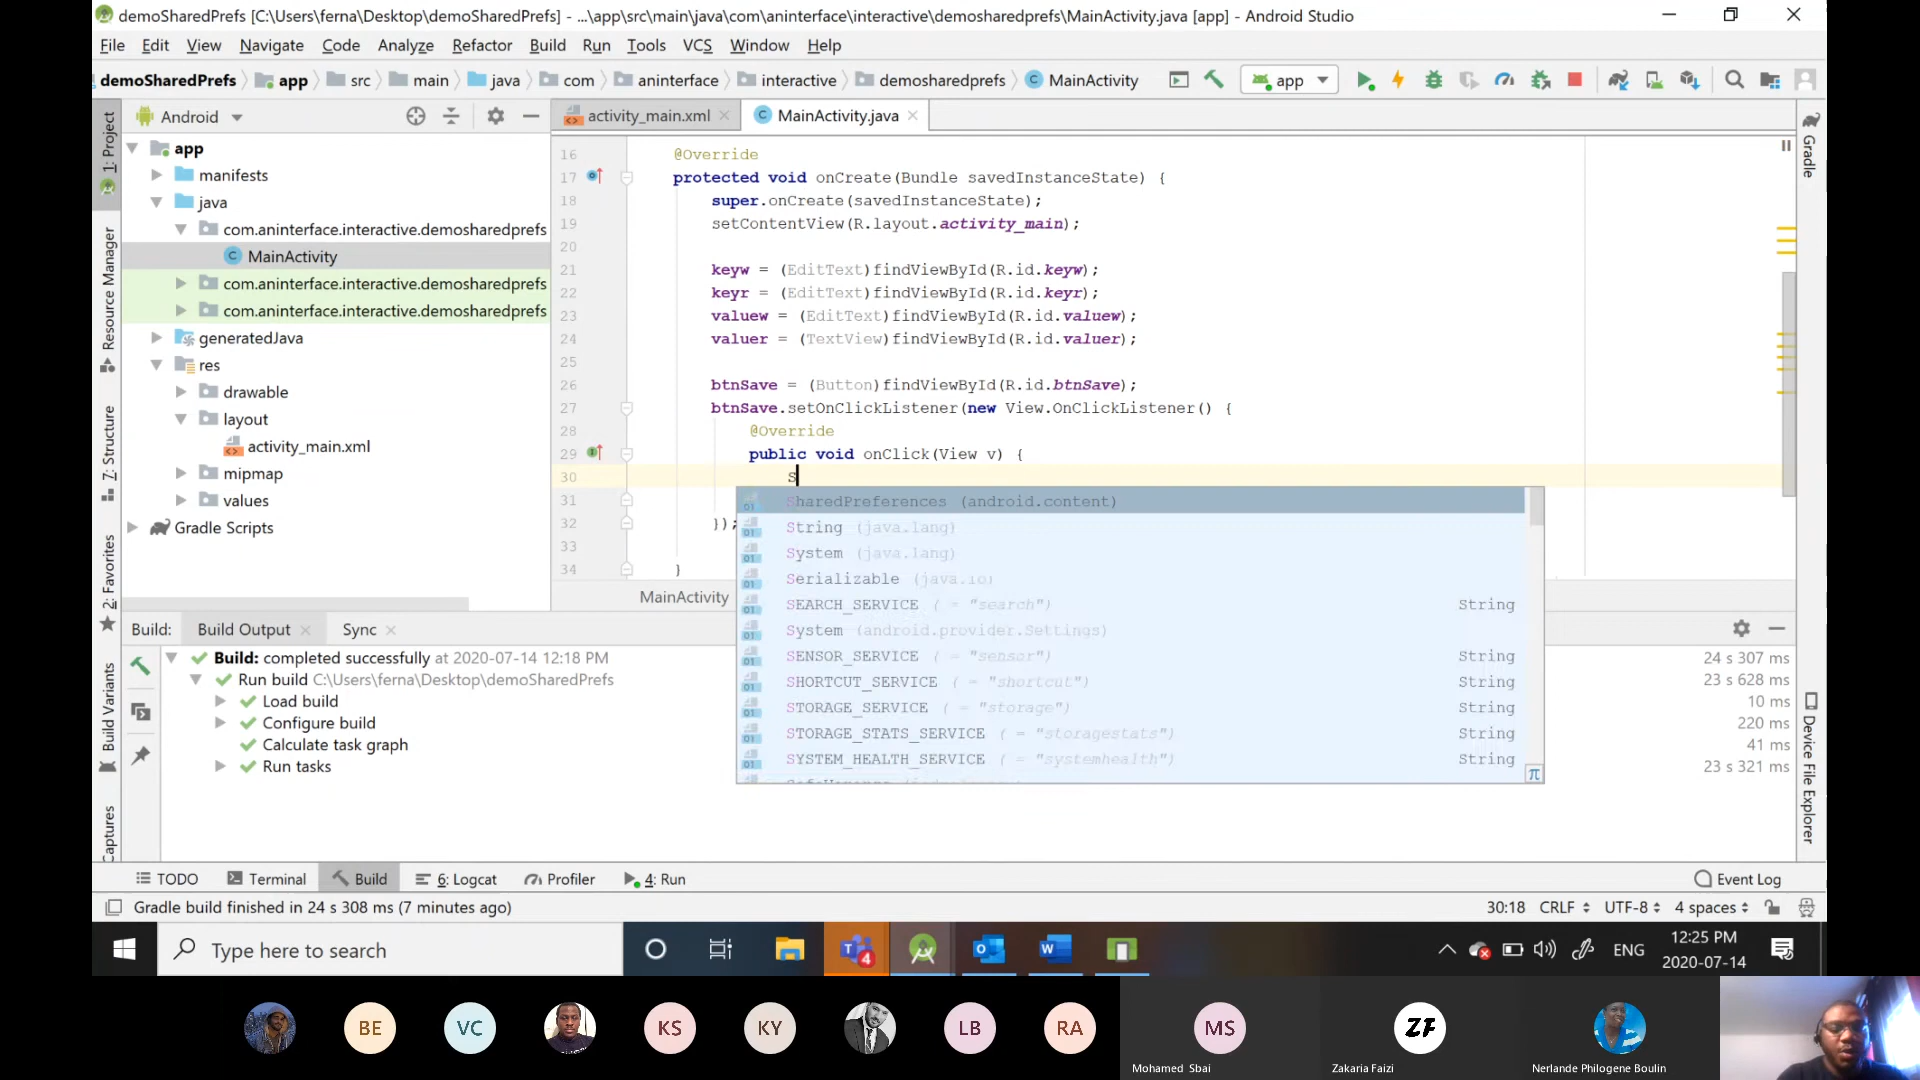 demoSharedPrefs [C:\Users\ferna\Desktop\demoSharedPrefs] - ...\app\src\main\java\com\aninterface\interactive\demosharedprefs\MainActivity.java [app] - Android Studio
File Edit View Navigate Code Analyze Refactor Build Run Tools VCS Window Help
demoSharedPrefs app src main java com aninterface interactive demosharedprefs MainActivity app
1: Project
Resource Manager
7: Structure
2: Favorites
Build Variants
Captures
Android
app
manifests
java
com.aninterface.interactive.demosharedprefs
MainActivity
com.aninterface.interactive.demosharedprefs
com.aninterface.interactive.demosharedprefs
generatedJava
res
drawable
layout
activity_main.xml
mipmap
values
Gradle Scripts
activity_main.xml MainActivity.java
16 @Override
17 protected void onCreate(Bundle savedInstanceState) {
18 super.onCreate(savedInstanceState);
19 setContentView(R.layout.activity_main);
20
21 keyw = (EditText)findViewById(R.id.keyw);
22 keyr = (EditText)findViewById(R.id.keyr);
23 valuew = (EditText)findViewById(R.id.valuew);
24 valuer = (TextView)findViewById(R.id.valuer);
25
26 btnSave = (Button)findViewById(R.id.btnSave);
27 btnSave.setOnClickListener(new View.OnClickListener() {
28 @Override
29 public void onClick(View v) {
30 S
31
32 });
33
34 }
SharedPreferences (android.content)
String (java.lang)
System (java.lang)
Serializable (java.io)
SEARCH_SERVICE ( = "search") String
System (android.provider.Settings)
SENSOR_SERVICE ( = "sensor") String
SHORTCUT_SERVICE ( = "shortcut") String
STORAGE_SERVICE ( = "storage") String
STORAGE_STATS_SERVICE ( = "storagestats") String
SYSTEM_HEALTH_SERVICE ( = "systemhealth") String
π
MainActivity
Gradle
Device File Explorer
Build: Build Output Sync
Build: completed successfully at 2020-07-14 12:18 PM 24 s 307 ms
Run build C:\Users\ferna\Desktop\demoSharedPrefs 23 s 628 ms
Load build 10 ms
Configure build 220 ms
Calculate task graph 41 ms
Run tasks 23 s 321 ms
TODO Terminal Build 6: Logcat Profiler 4: Run Event Log
Gradle build finished in 24 s 308 ms (7 minutes ago) 30:18 CRLF UTF-8 4 spaces
Type here to search 4 ENG 12:25 PM
2020-07-14
BE VC KS KY LB RA MS ZF
Mohamed Sbai Zakaria Faizi Nerlande Philogene Boulin